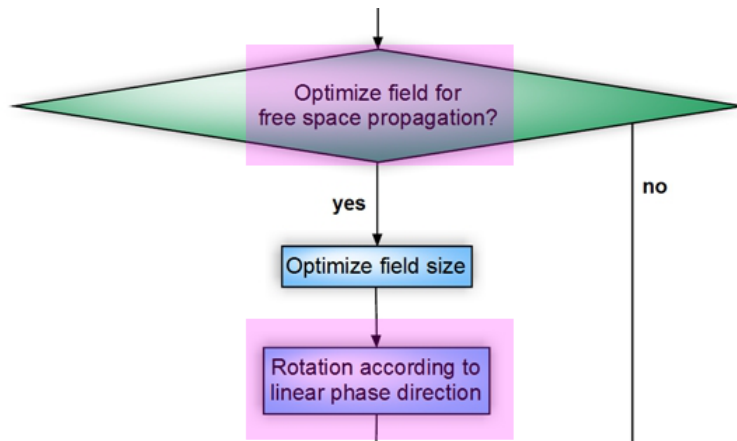 Optimize field for
free space propagation?
yes
no
Optimize field size
Rotation according to
linear phase direction